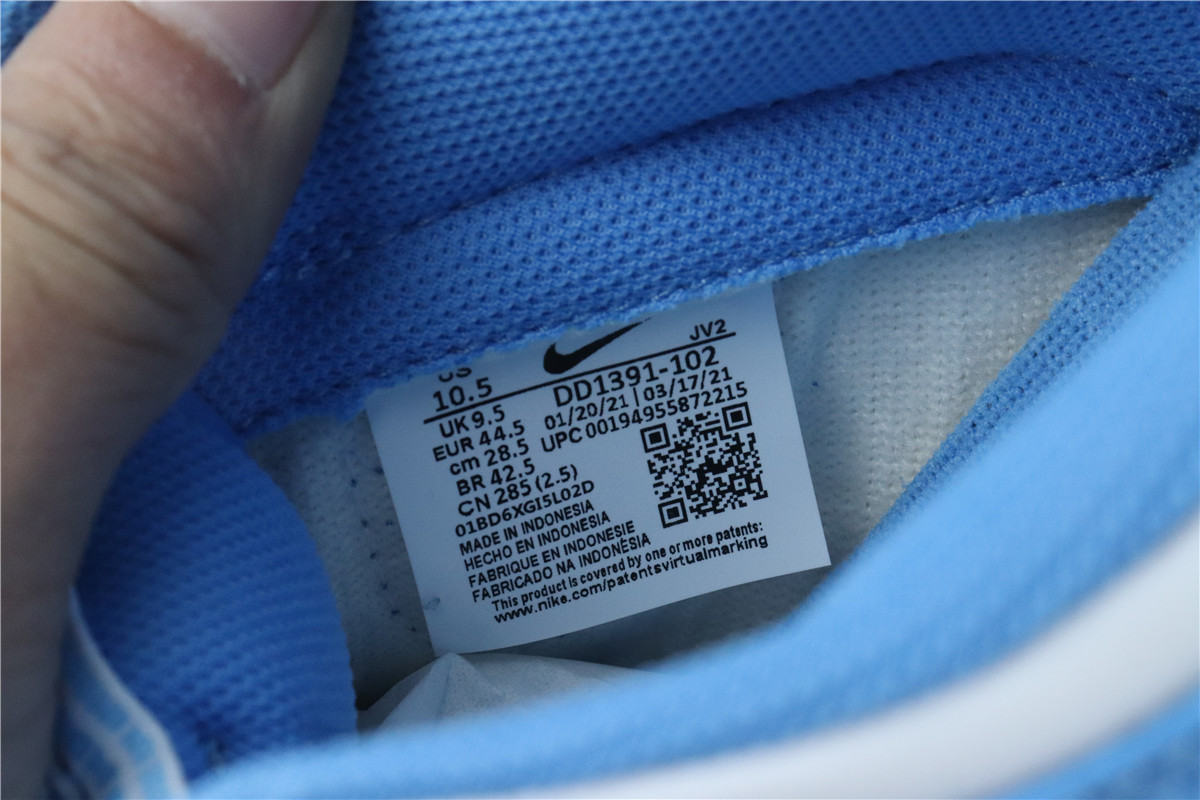 US
10.5
UK 9.5
EUR 44.5
cm 28.5
BR 42.5
CN 285 (2.5)
01BD6XGI5L02D
MADE IN INDONESIA
HECHO EN INDONESIA
FABRIQUE EN INDONESIE
FABRICADO NA INDONÉSIA
JV2
DD1391-102
01/20/21 | 03/17/21
UPC 00194955872215
This product is covered by one or more patents:
www.nike.com/patentsvirtualmarking